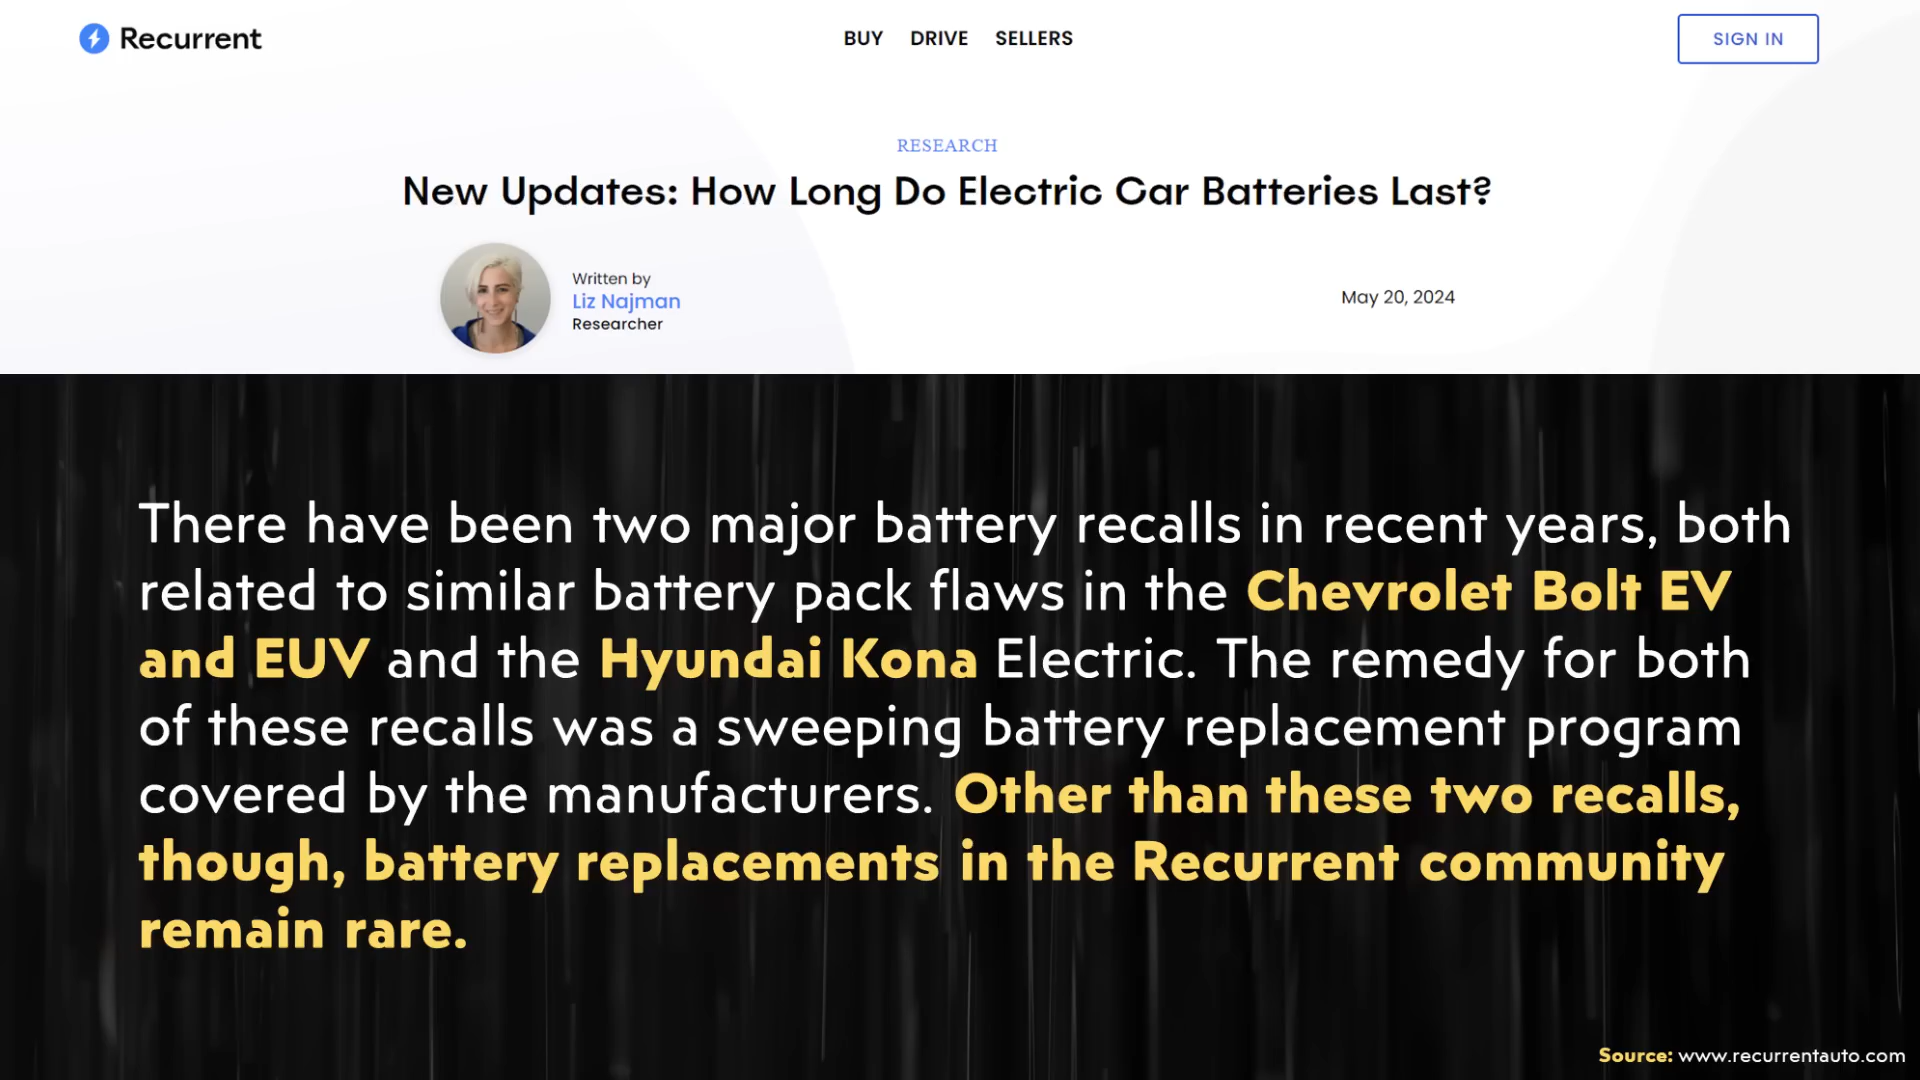 Recurrent
BUY DRIVE SELLERS
SIGN IN
RESEARCH
New Updates: How Long Do Electric Car Batteries Last?
Written by
Liz Najman
Researcher
May 20, 2024
There have been two major battery recalls in recent years, both
related to similar battery pack flaws in the Chevrolet Bolt EV
and EUV and the Hyundai Kona Electric. The remedy for both
of these recalls was a sweeping battery replacement program
covered by the manufacturers. Other than these two recalls,
though, battery replacements in the Recurrent community
remain rare.
Source: www.recurrentauto.com